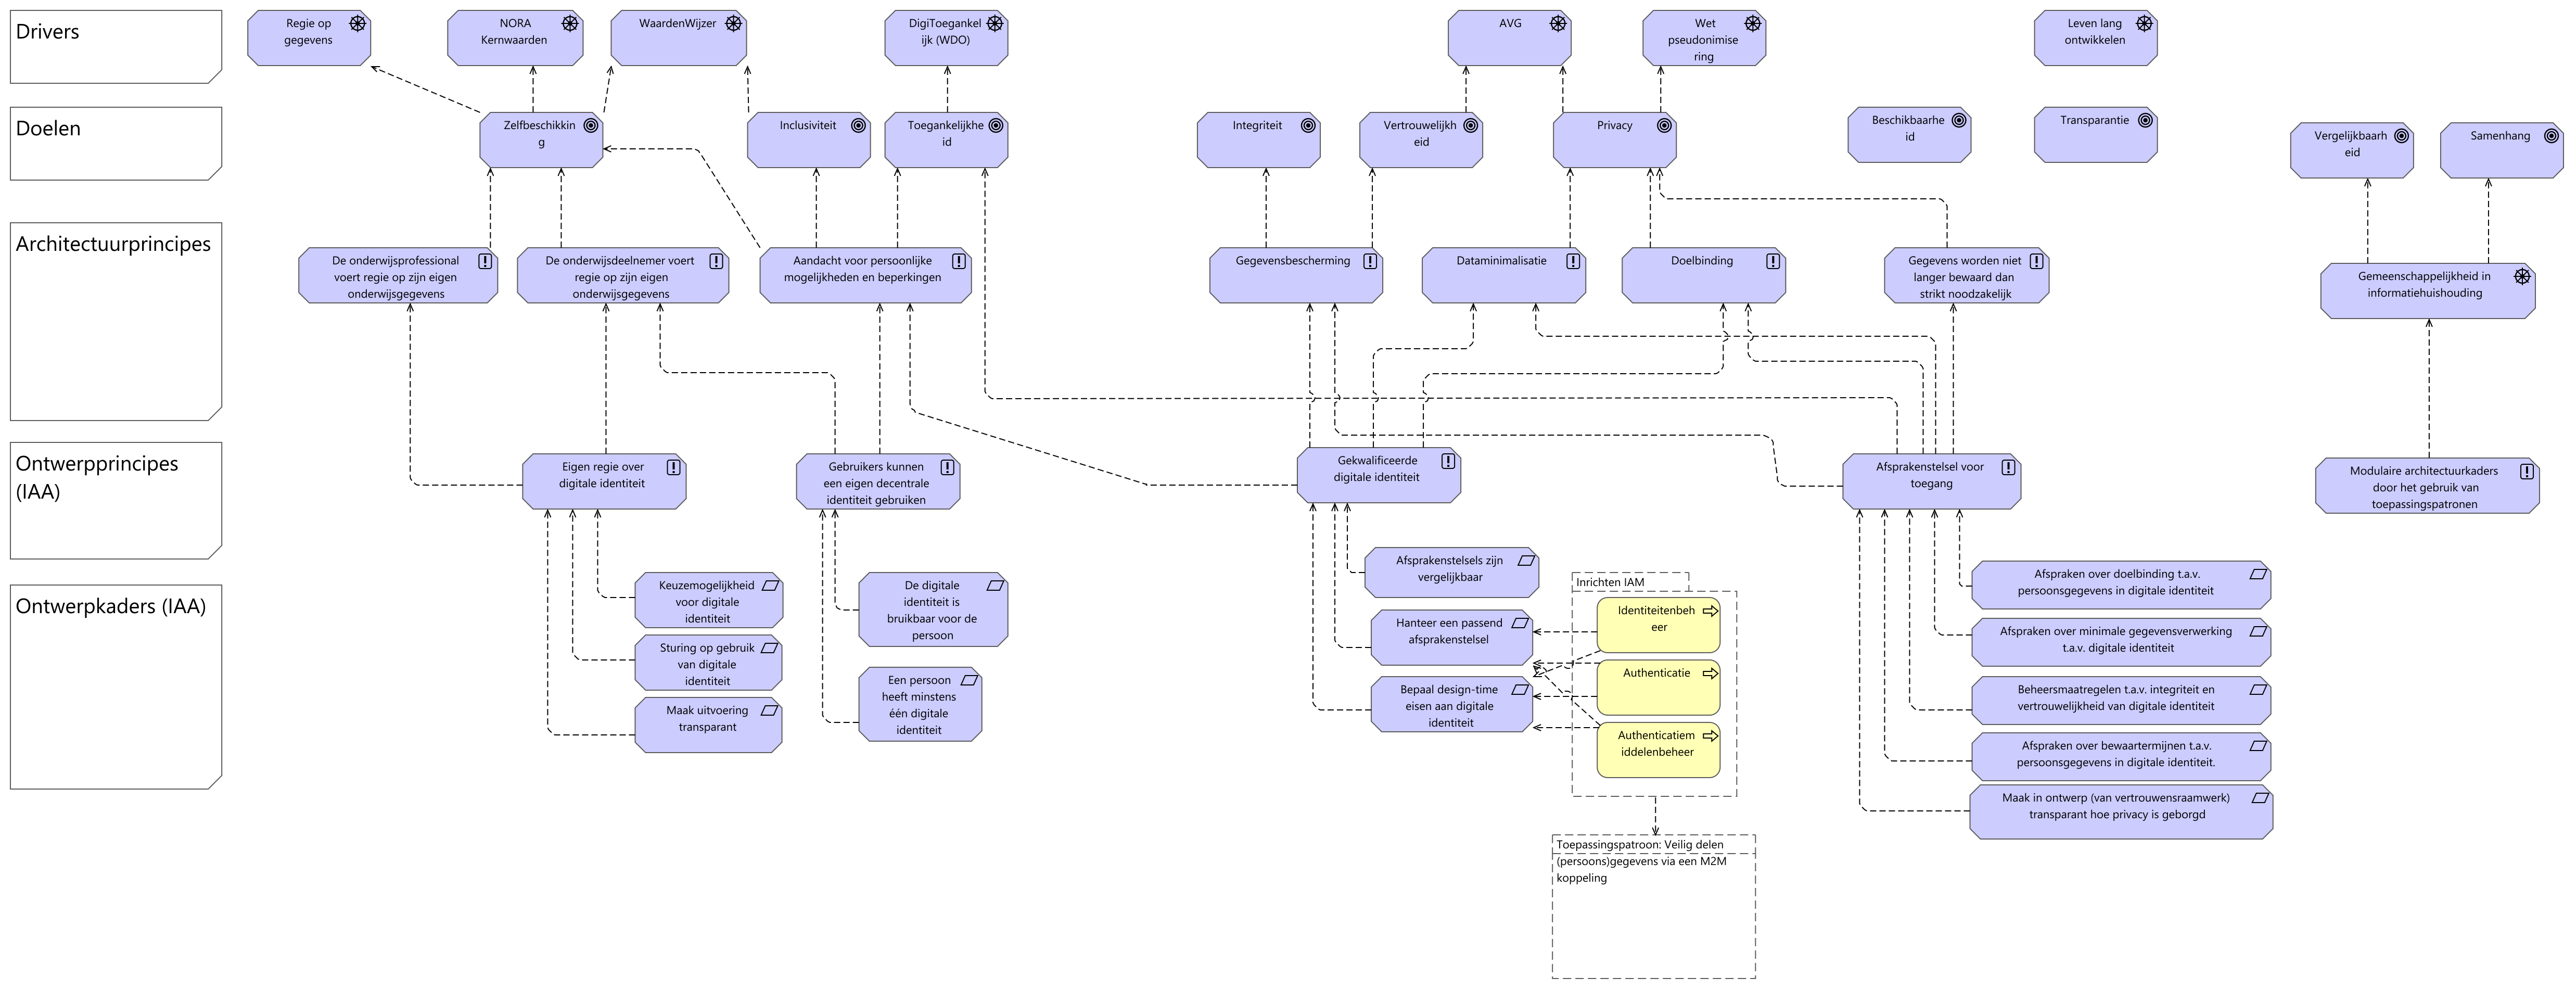 Drivers
Regie op
gegevens
NORA
Kernwaarden
WaardenWijzer
DigiToegankel
ijk (WDO)
AVG
Wet
pseudonimise
ring
Leven lang
ontwikkelen
Doelen
Zelfbeschikkin
g
Inclusiviteit
Toegankelijkhe
id
Integriteit
Vertrouwelijkh
eid
Privacy
Beschikbaarhe
id
Transparantie
Vergelijkbaarh
eid
Samenhang
Architectuurprincipes
De onderwijsprofessional
voert regie op zijn eigen
onderwijsgegevens
De onderwijsdeelnemer voert
regie op zijn eigen
onderwijsgegevens
Aandacht voor persoonlijke
mogelijkheden en beperkingen
Gegevensbescherming
Dataminimalisatie
Doelbinding
Gegevens worden niet
langer bewaard dan
strikt noodzakelijk
Gemeenschappelijkheid in
informatiehuishouding
Ontwerpprincipes
(IAA)
Eigen regie over
digitale identiteit
Gebruikers kunnen
een eigen decentrale
identiteit gebruiken
Gekwalificeerde
digitale identiteit
Afsprakenstelsel voor
toegang
Modulaire architectuurkaders
door het gebruik van
toepassingspatronen
Ontwerpkaders (IAA)
Keuzemogelijkheid
voor digitale
identiteit
Sturing op gebruik
van digitale
identiteit
Maak uitvoering
transparant
De digitale
identiteit is
bruikbaar voor de
persoon
Een persoon
heeft minstens
één digitale
identiteit
Afsprakenstelsels zijn
vergelijkbaar
Hanteer een passend
afsprakenstelsel
Bepaal design-time
eisen aan digitale
identiteit
Inrichten IAM
Identiteitenbeh
eer
Authenticatie
Authenticatiem
iddelenbeheer
Afspraken over doelbinding t.a.v.
persoonsgegevens in digitale identiteit
Afspraken over minimale gegevensverwerking
t.a.v. digitale identiteit
Beheersmaatregelen t.a.v. integriteit en
vertrouwelijkheid van digitale identiteit
Afspraken over bewaartermijnen t.a.v.
persoonsgegevens in digitale identiteit.
Maak in ontwerp (van vertrouwensraamwerk)
transparant hoe privacy is geborgd
Toepassingspatroon: Veilig delen
(persoons)gegevens via een M2M
koppeling